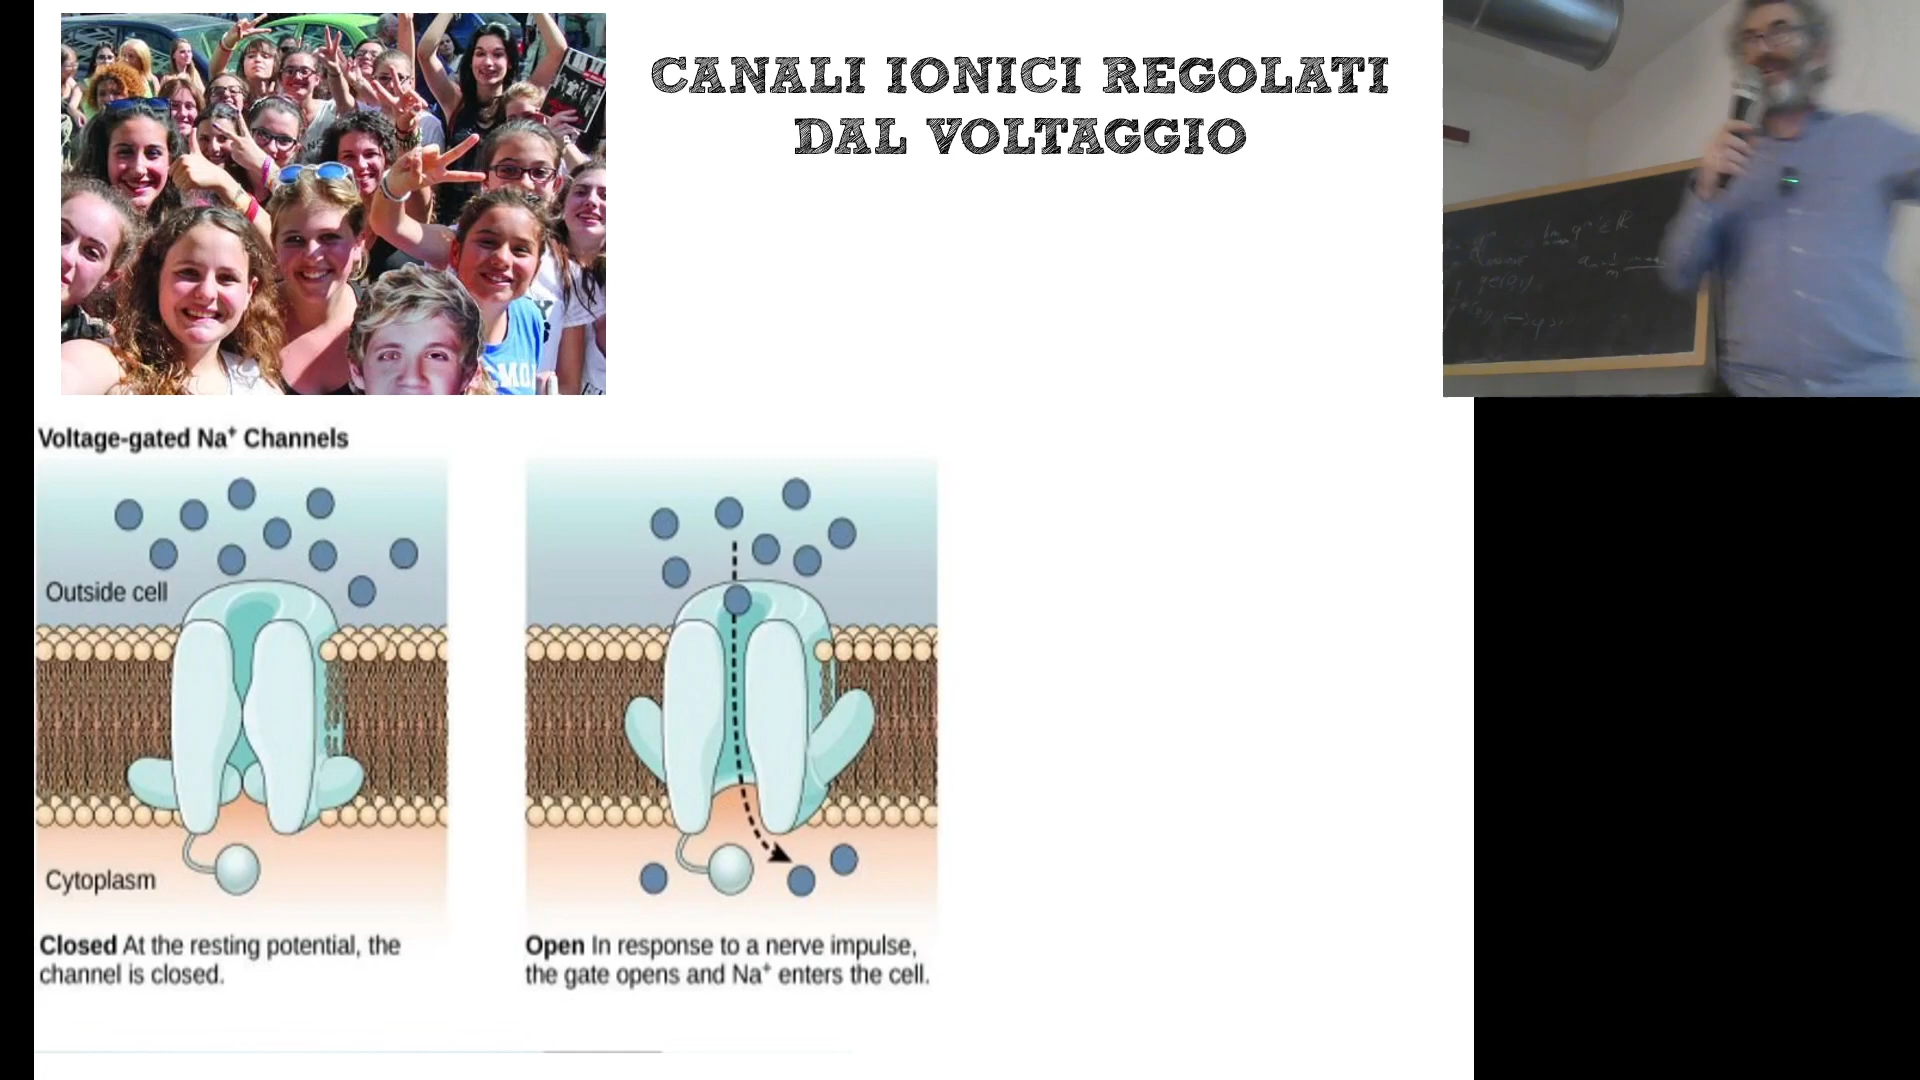 CANALI IONICI REGOLATI
DAL VOLTAGGIO
Voltage-gated Na⁺ Channels
Outside cell
Cytoplasm
Closed At the resting potential, the
channel is closed.
Open In response to a nerve impulse,
the gate opens and Na⁺ enters the cell.